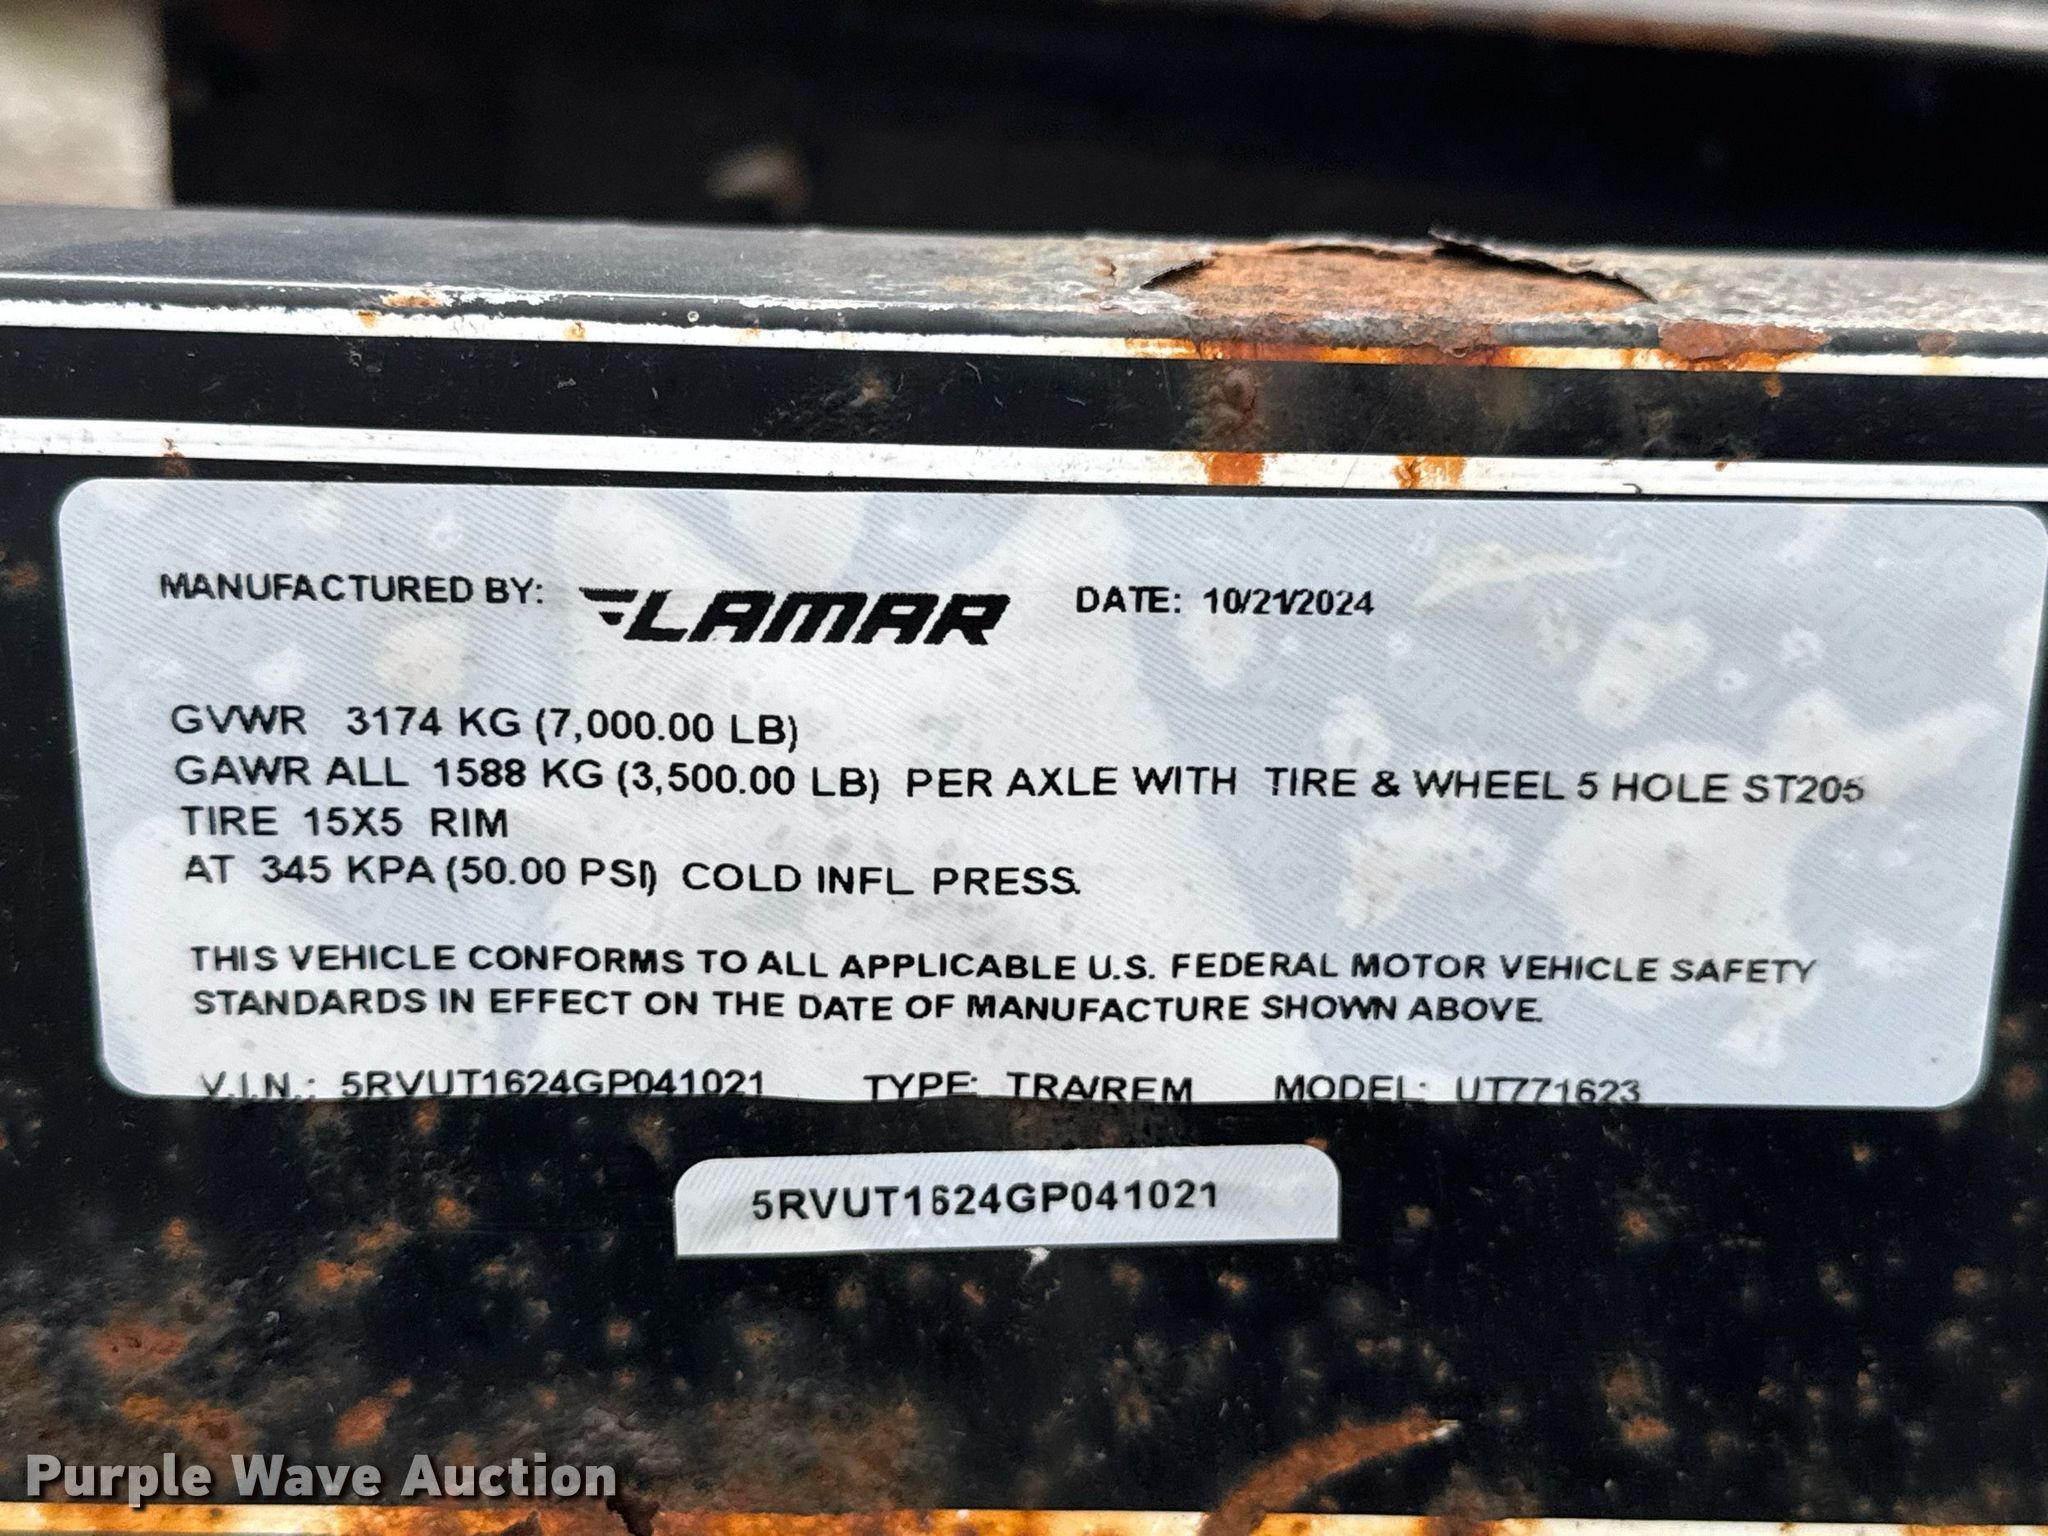 MANUFACTURED BY: LAMAR DATE: 10/21/2024
GVWR 3174 KG (7,000.00 LB)
GAWR ALL 1588 KG (3,500.00 LB) PER AXLE WITH TIRE & WHEEL 5 HOLE ST205
TIRE 15X5 RIM
AT 345 KPA (50.00 PSI) COLD INFL PRESS.
THIS VEHICLE CONFORMS TO ALL APPLICABLE U.S. FEDERAL MOTOR VEHICLE SAFETY
STANDARDS IN EFFECT ON THE DATE OF MANUFACTURE SHOWN ABOVE.
V.I.N.: 5RVUT1624GP041021 TYPE: TRA/REM MODEL: UT771623
5RVUT1624GP041021
Purple Wave Auction